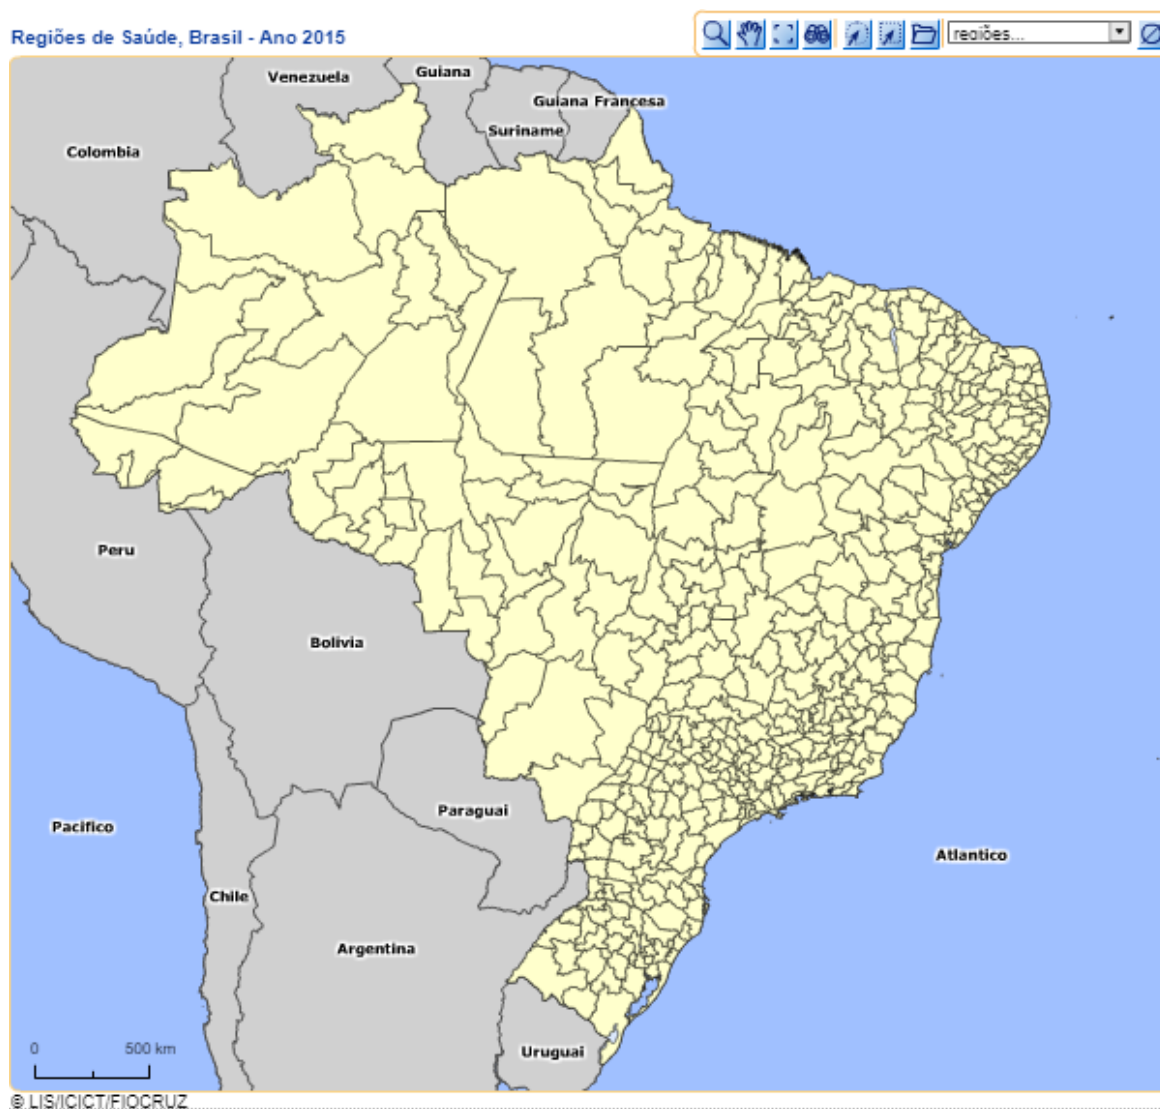 Regiões de Saúde, Brasil - Ano 2015
regiões...
Venezuela
Guiana
Guiana Francesa
Suriname
Colombia
Peru
Bolivia
Paraguai
Pacifico
Atlantico
Chile
Argentina
Uruguai
0 500 km
© LIS/ICICT/FIOCRUZ